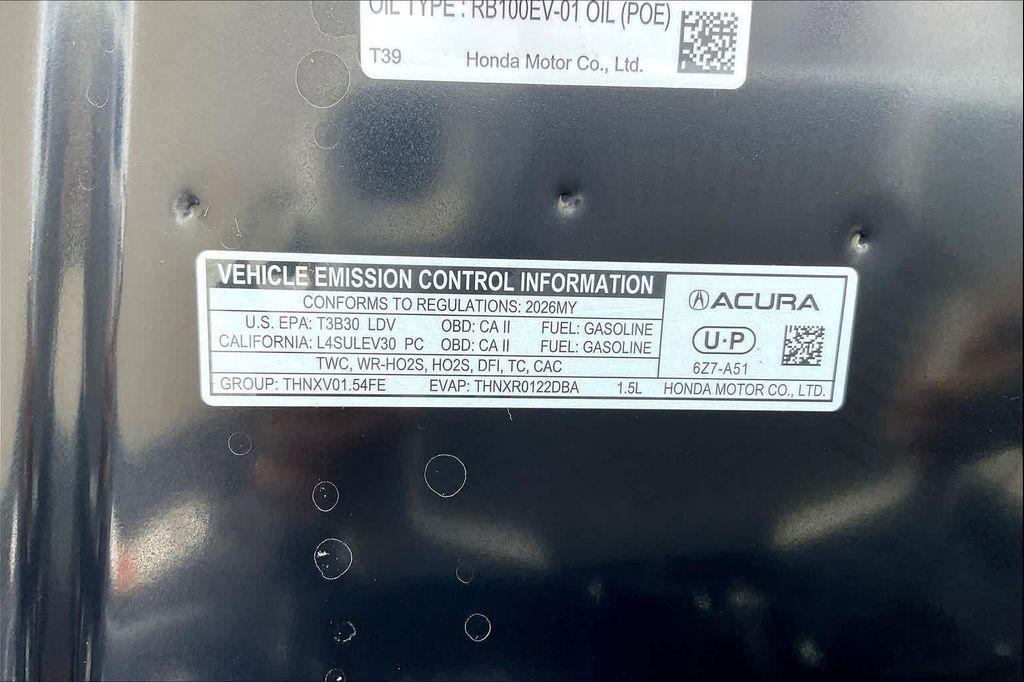 OIL TYPE : RB100EV-01 OIL (POE)
T39 Honda Motor Co., Ltd.
VEHICLE EMISSION CONTROL INFORMATION
CONFORMS TO REGULATIONS: 2026MY
U.S. EPA: T3B30 LDV OBD: CA II FUEL: GASOLINE
CALIFORNIA: L4SULEV30 PC OBD: CA II FUEL: GASOLINE
TWC, WR-HO2S, HO2S, DFI, TC, CAC
GROUP: THNXV01.54FE EVAP: THNXR0122DBA 1.5L
ACURA
U·P
6Z7-A51
HONDA MOTOR CO., LTD.